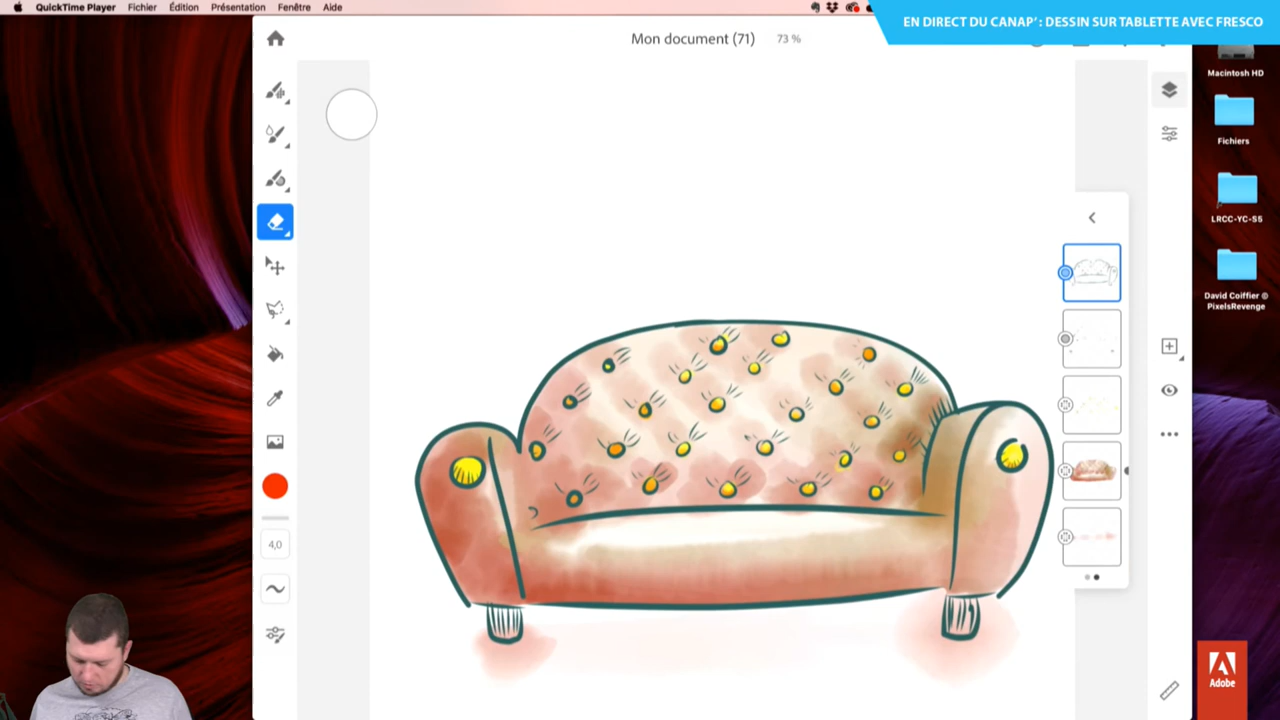 QuickTime Player Fichier Édition Présentation Fenêtre Aide
EN DIRECT DU CANAP' : DESSIN SUR TABLETTE AVEC FRESCO
Mon document (71) 73 %
Macintosh HD
Fichiers
LRCC-YC-S5
David Coiffier ©
PixelsRevenge
4,0
Adobe